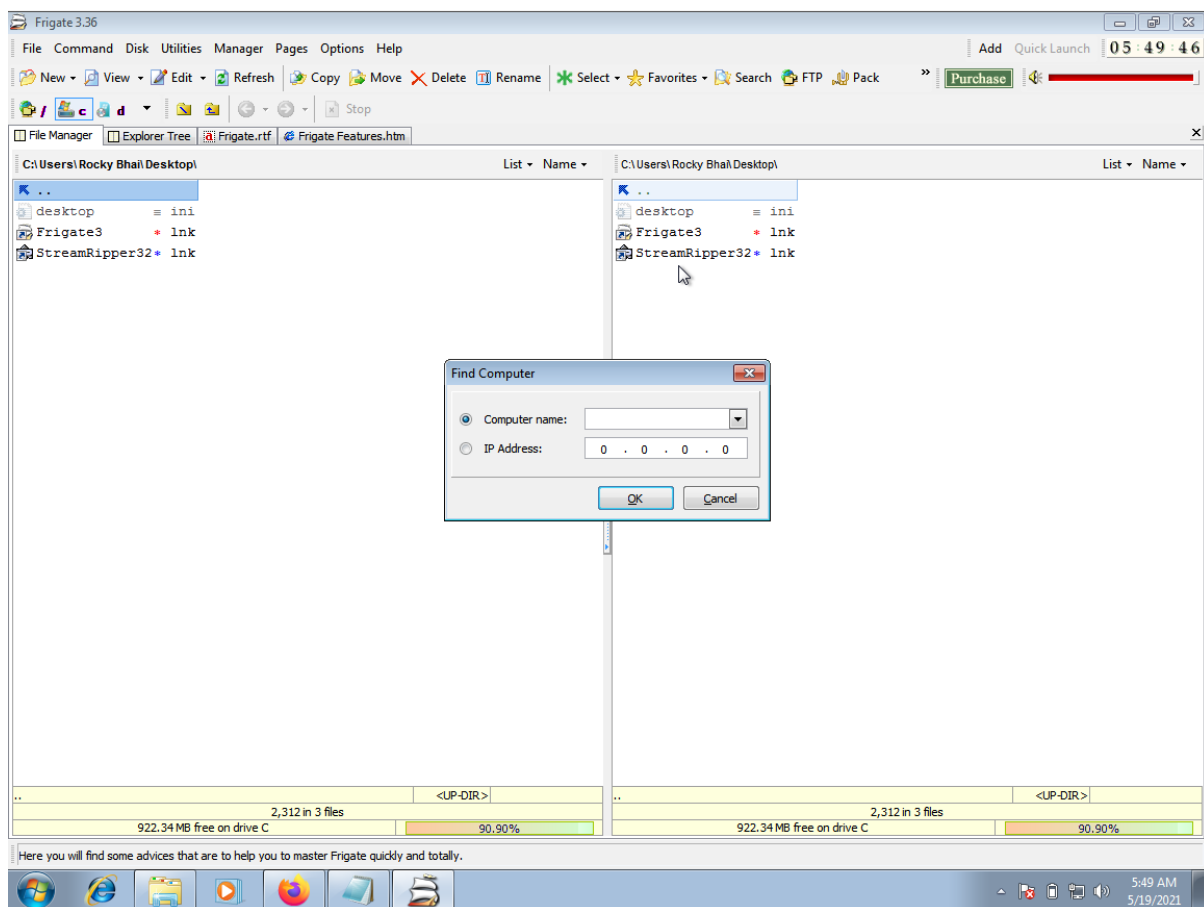 Frigate 3.36
File Command Disk Utilities Manager Pages Options Help Add Quick Launch 05:49:46
New View Edit Refresh Copy Move Delete Rename Select Favorites Search FTP Pack » Purchase
/ c d Stop
File Manager Explorer Tree Frigate.rtf Frigate Features.htm
C:\Users\Rocky Bhai\Desktop\ List Name C:\Users\Rocky Bhai\Desktop\ List Name
.. ..
desktop ≡ ini desktop ≡ ini
Frigate3 * lnk Frigate3 * lnk
StreamRipper32* lnk StreamRipper32* lnk
Find Computer
Computer name:
IP Address: 0 . 0 . 0 . 0
OK Cancel
.. <UP-DIR> .. <UP-DIR>
2,312 in 3 files 2,312 in 3 files
922.34 MB free on drive C 90.90% 922.34 MB free on drive C 90.90%
Here you will find some advices that are to help you to master Frigate quickly and totally.
5:49 AM
5/19/2021